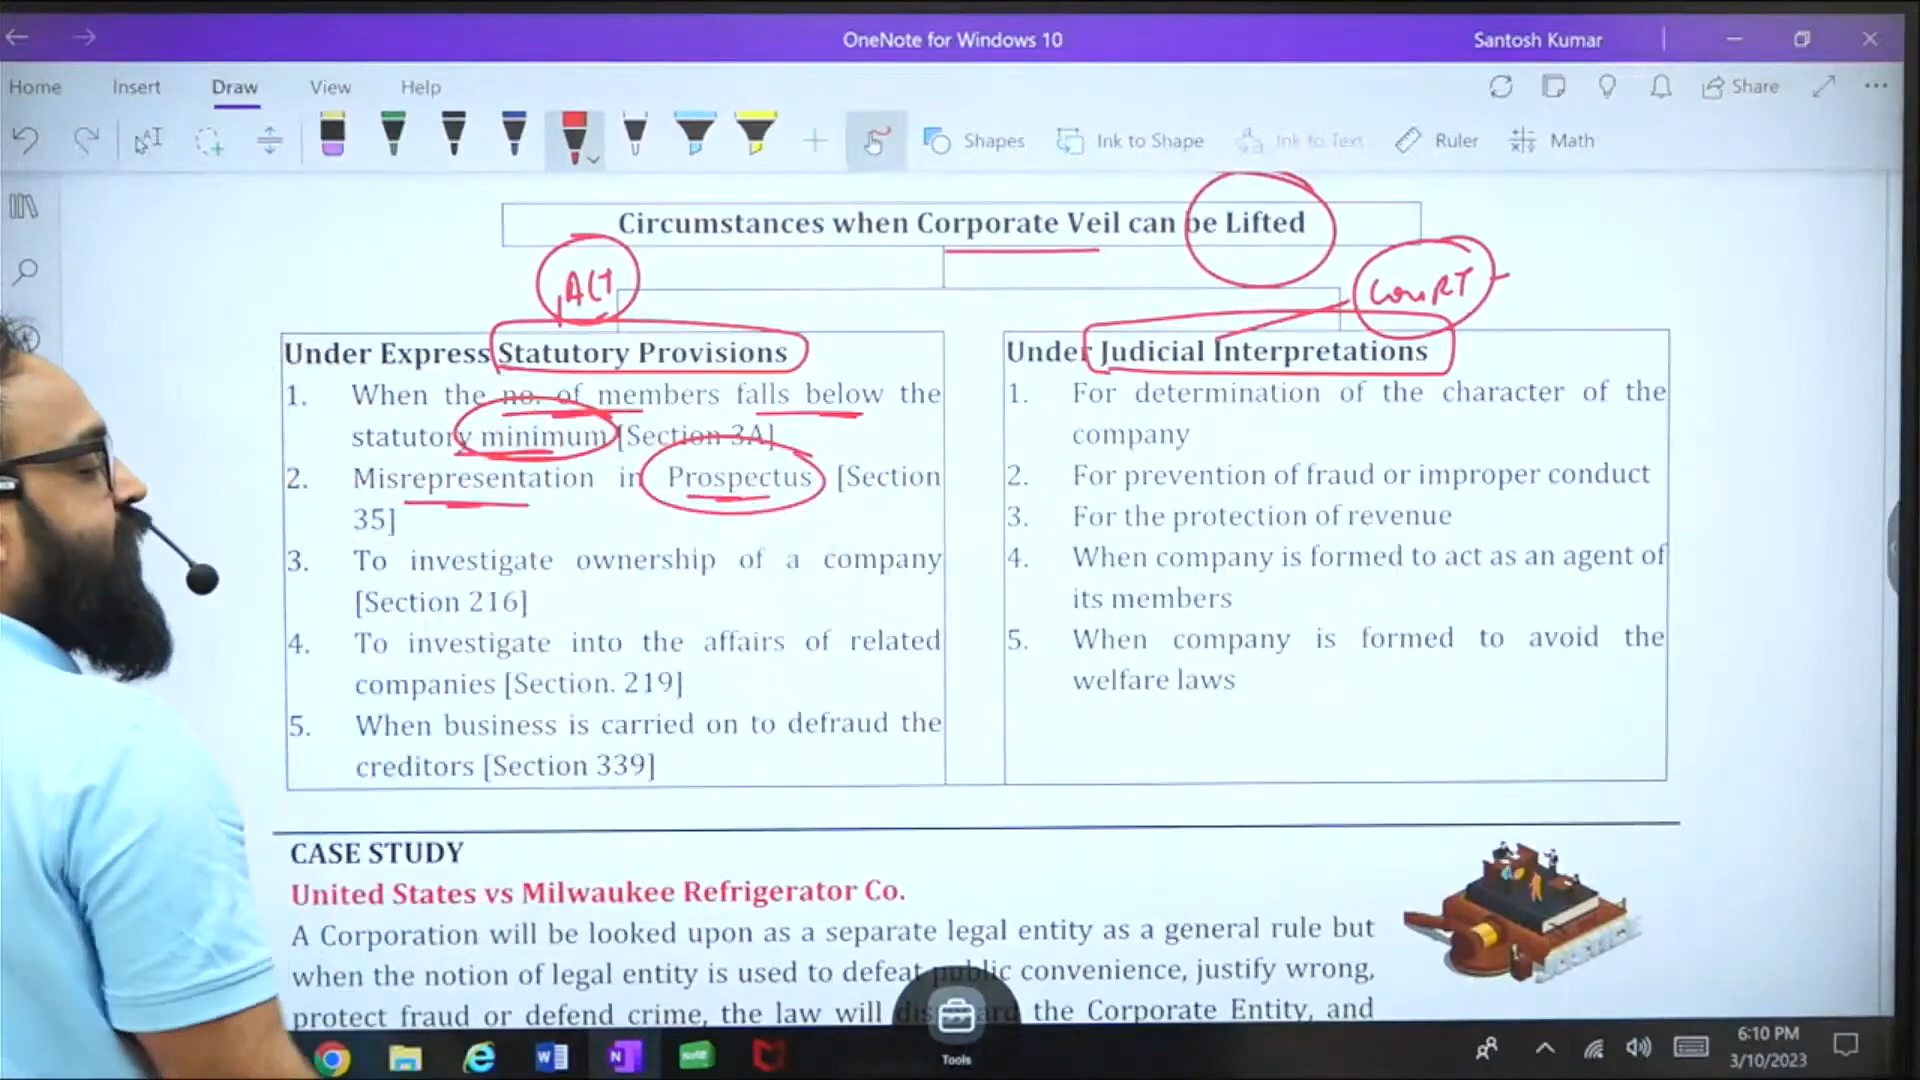 OneNote for Windows 10
Santosh Kumar
Home Insert Draw View Help
Share
Shapes Ink to Shape Ink to Text Ruler Math
Circumstances when Corporate Veil can be Lifted
ACT
COURT
Under Express Statutory Provisions
1. When the no. of members falls below the
statutory minimum [Section 3A]
2. Misrepresentation in Prospectus [Section
35]
3. To investigate ownership of a company
[Section 216]
4. To investigate into the affairs of related
companies [Section. 219]
5. When business is carried on to defraud the
creditors [Section 339]
Under Judicial Interpretations
1. For determination of the character of the
company
2. For prevention of fraud or improper conduct
3. For the protection of revenue
4. When company is formed to act as an agent of
its members
5. When company is formed to avoid the
welfare laws
CASE STUDY
United States vs Milwaukee Refrigerator Co.
A Corporation will be looked upon as a separate legal entity as a general rule but
when the notion of legal entity is used to defeat public convenience, justify wrong,
protect fraud or defend crime, the law will disregard the Corporate Entity, and
Tools
6:10 PM
3/10/2023